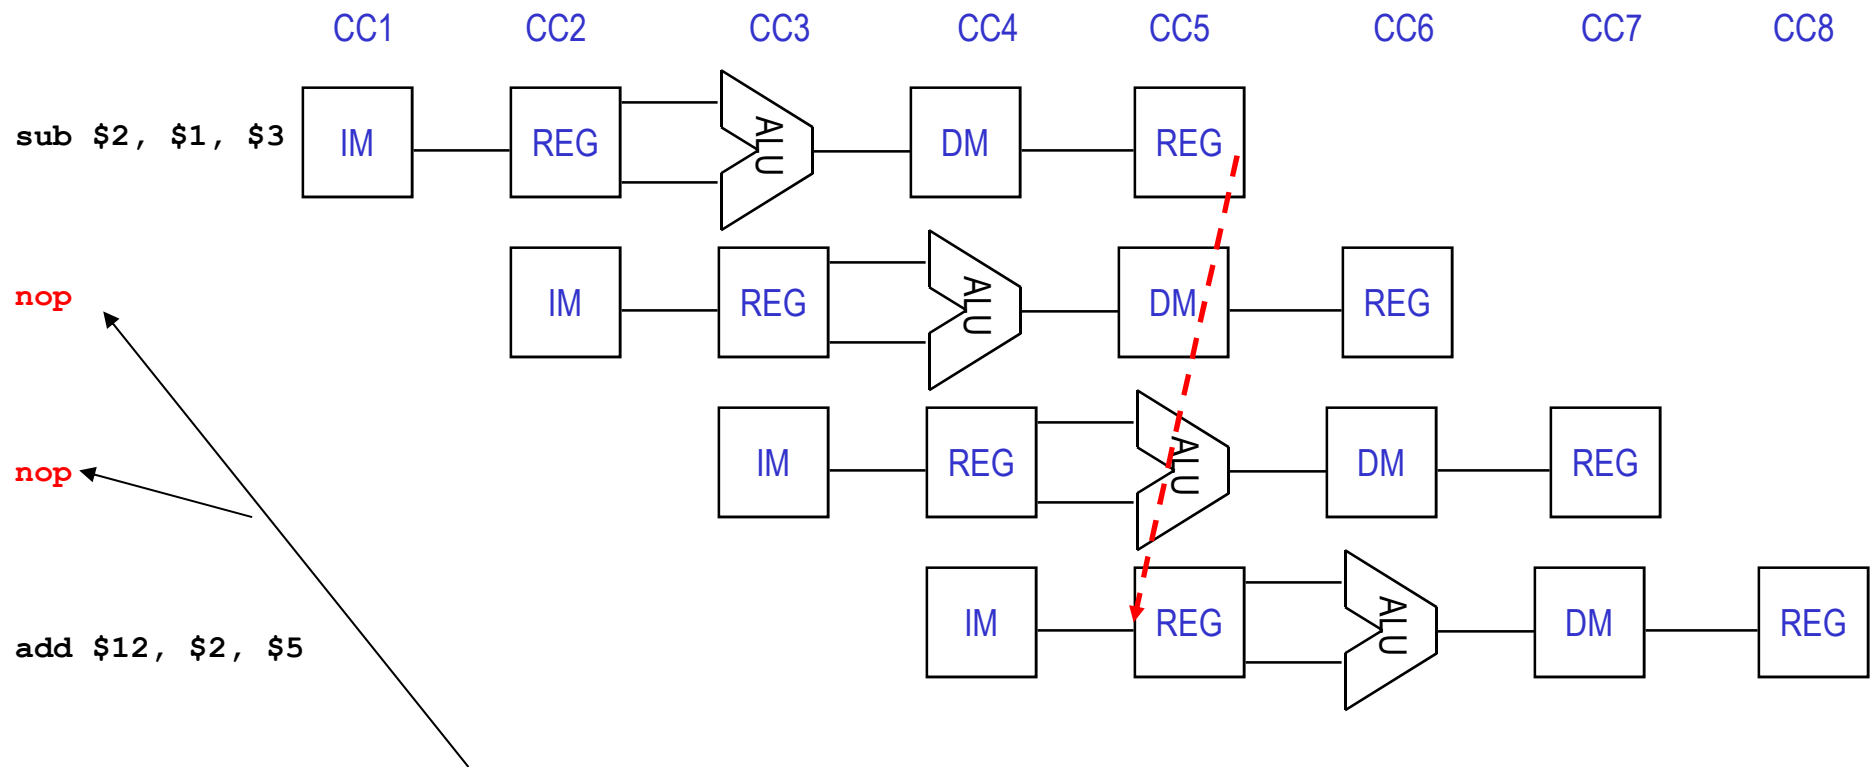 CC1 CC2 CC3 CC4 CC5 CC6 CC7 CC8
sub $2, $1, $3 IM REG ALU DM REG
nop IM REG ALU DM REG
nop IM REG ALU DM REG
add $12, $2, $5 IM REG ALU DM REG